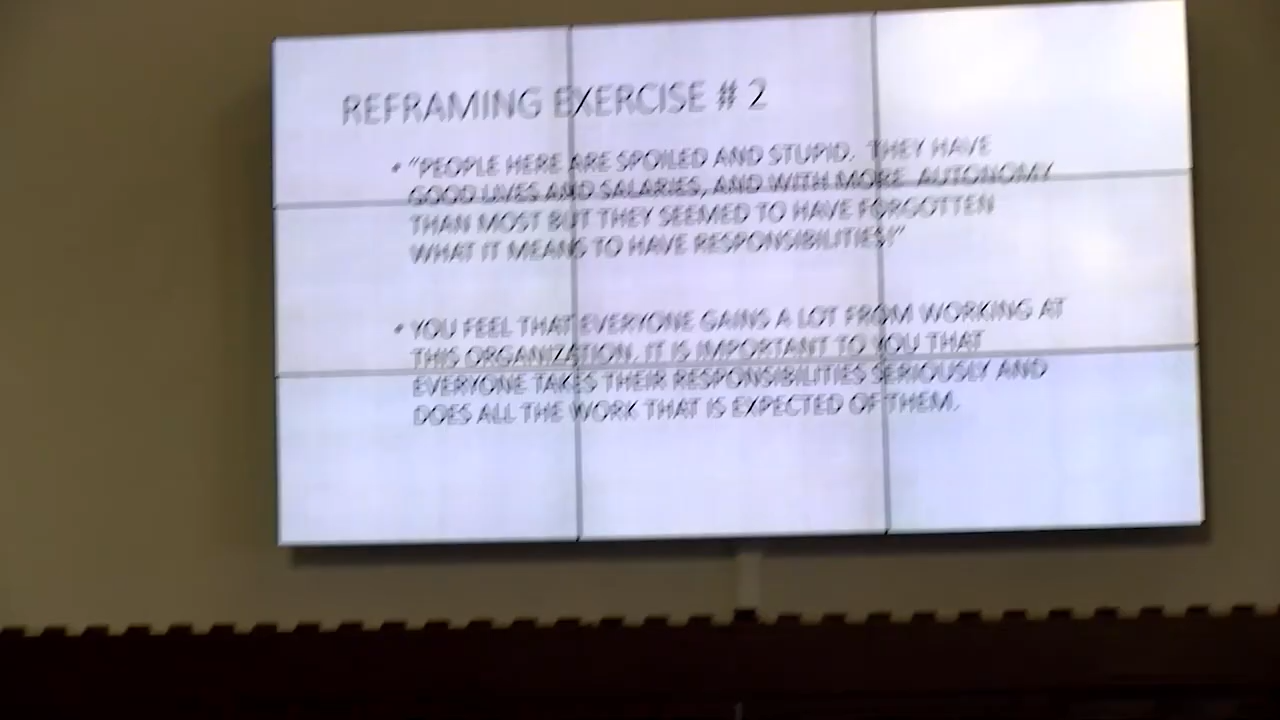 REFRAMING EXERCISE # 2
• "PEOPLE HERE ARE SPOILED AND STUPID. THEY HAVE
GOOD LIVES AND SALARIES, AND WITH MORE AUTONOMY
THAN MOST BUT THEY SEEMED TO HAVE FORGOTTEN
WHAT IT MEANS TO HAVE RESPONSIBILITIES!"
• YOU FEEL THAT EVERYONE GAINS A LOT FROM WORKING AT
THIS ORGANIZATION. IT IS IMPORTANT TO YOU THAT
EVERYONE TAKES THEIR RESPONSIBILITIES SERIOUSLY AND
DOES ALL THE WORK THAT IS EXPECTED OF THEM.